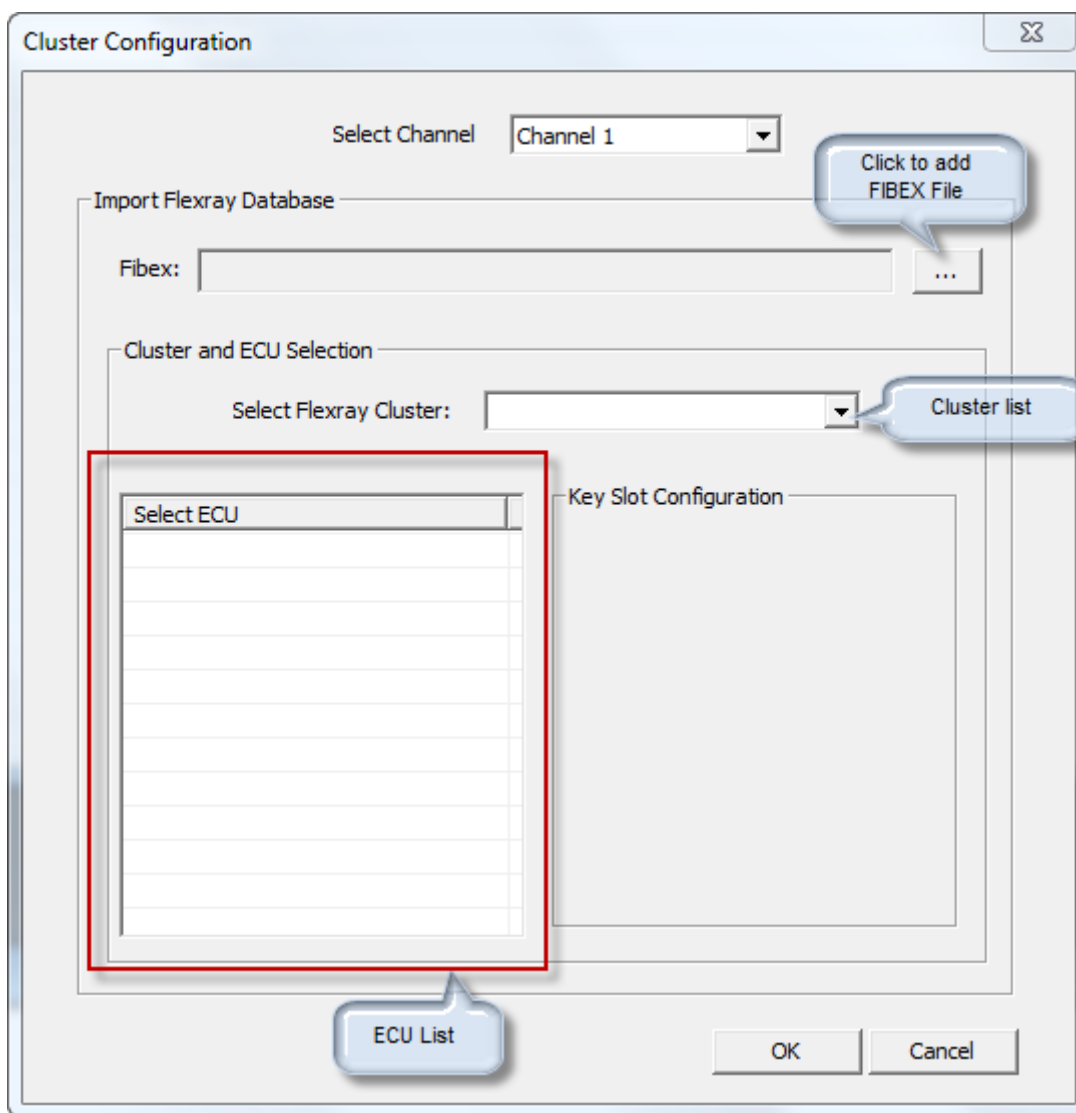 Cluster Configuration
Select Channel
Channel 1
Click to add
FIBEX File
Import Flexray Database
Fibex:
...
Cluster and ECU Selection
Select Flexray Cluster:
Cluster list
Select ECU
Key Slot Configuration
ECU List
OK
Cancel